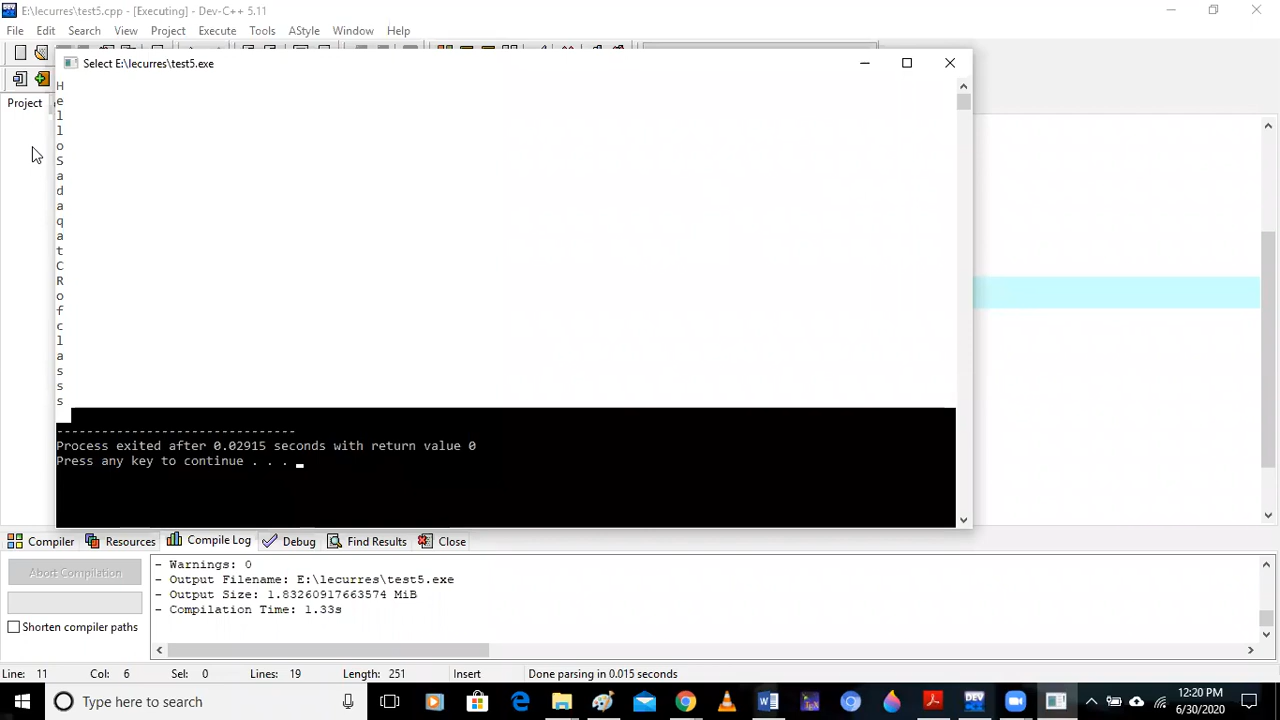 E:\lecurres\test5.cpp - [Executing] - Dev-C++ 5.11
File Edit Search View Project Execute Tools AStyle Window Help
Select E:\lecurres\test5.exe
Project
H
e
l
l
o
S
a
d
a
q
a
t
C
R
o
f
c
l
a
s
s
s
-------------------------------
Process exited after 0.02915 seconds with return value 0
Press any key to continue . . .
Compiler Resources Compile Log Debug Find Results Close
Abort Compilation
Shorten compiler paths
- Warnings: 0
- Output Filename: E:\lecurres\test5.exe
- Output Size: 1.83260917663574 MiB
- Compilation Time: 1.33s
Line: 11 Col: 6 Sel: 0 Lines: 19 Length: 251 Insert Done parsing in 0.015 seconds
Type here to search
12:20 PM
6/30/2020